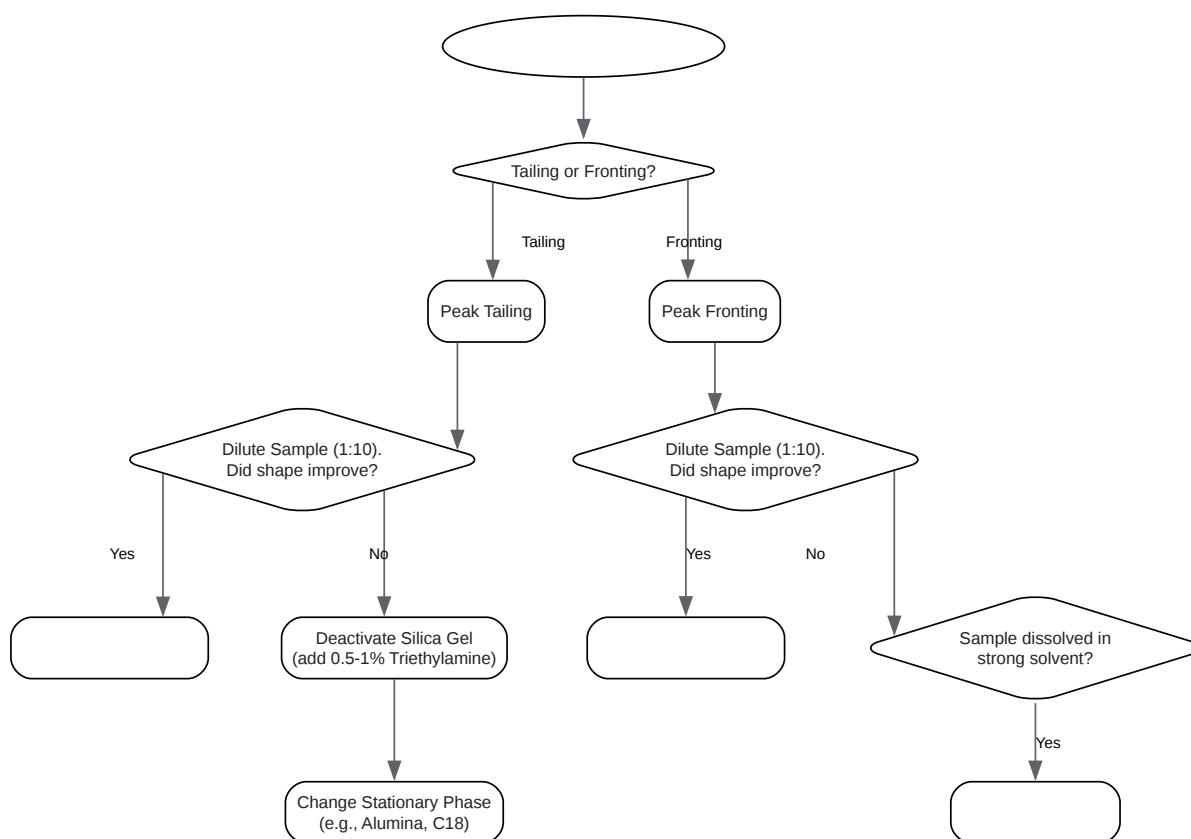 Tailing or Fronting?
Tailing
Fronting
Peak Tailing
Peak Fronting
Dilute Sample (1:10).
Did shape improve?
Dilute Sample (1:10).
Did shape improve?
Yes
No
Yes
No
Deactivate Silica Gel
(add 0.5-1% Triethylamine)
Sample dissolved in
strong solvent?
Yes
Change Stationary Phase
(e.g., Alumina, C18)